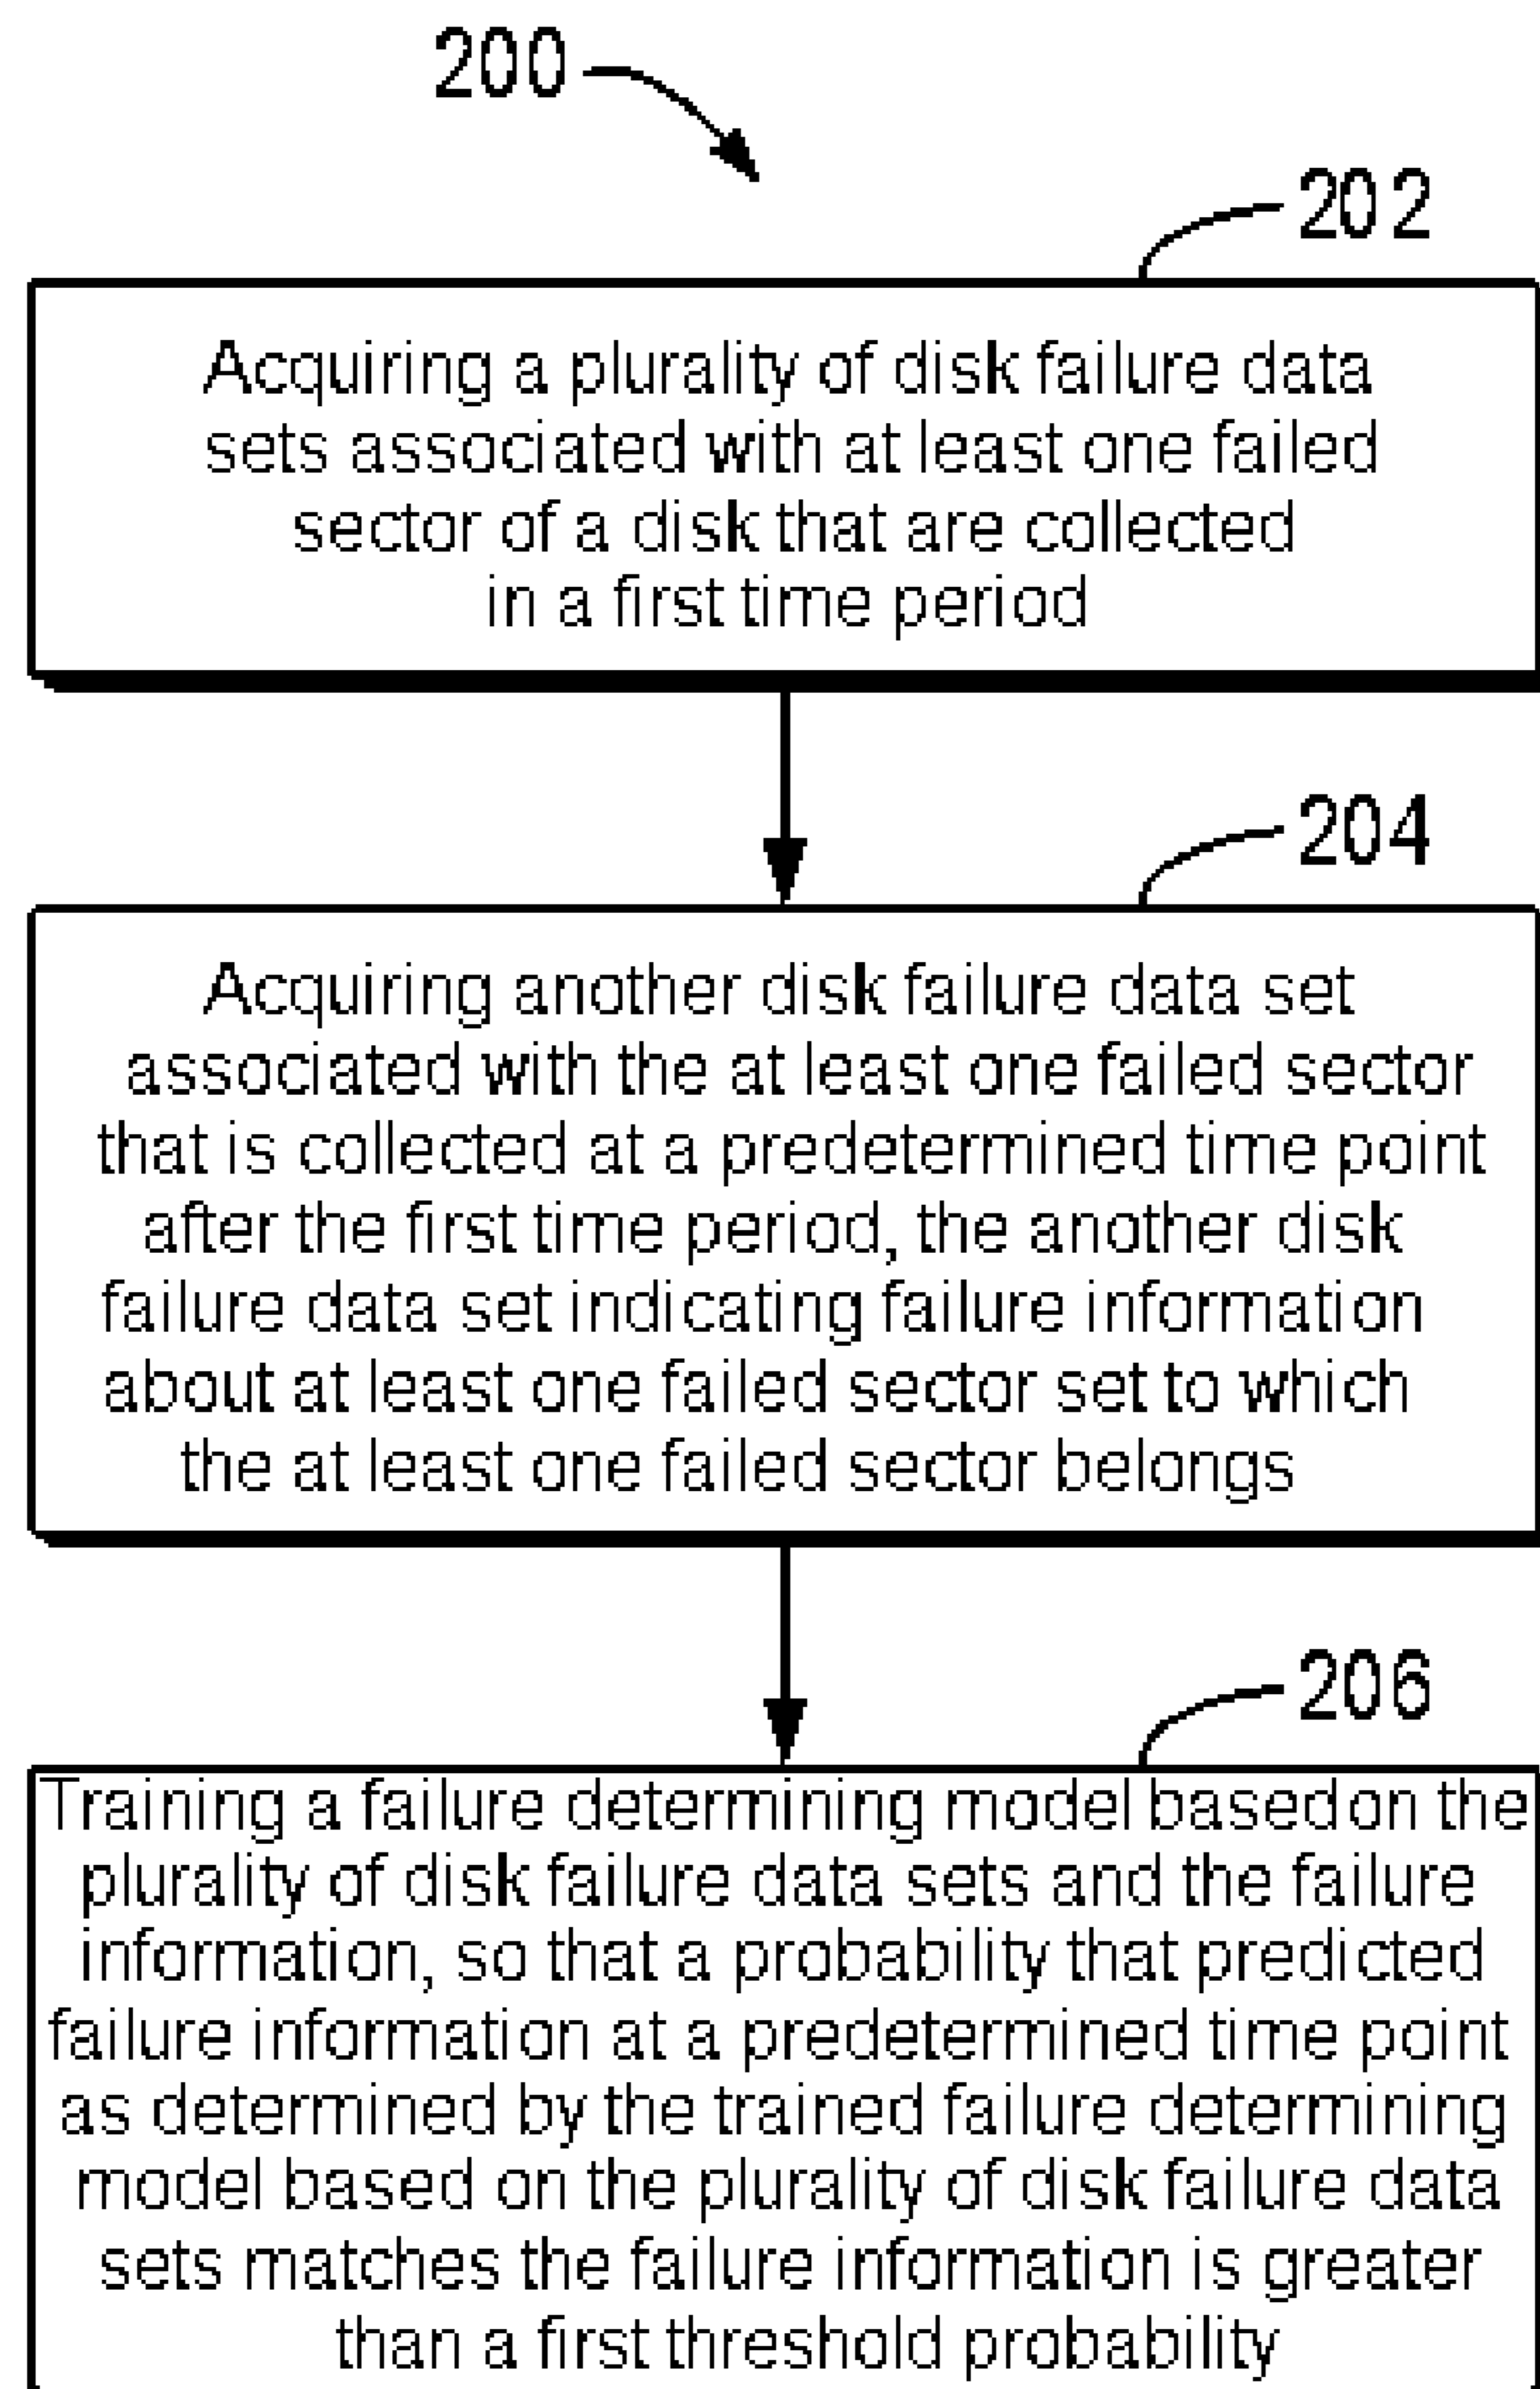 200
202
Acquiring a plurality of disk failure data
sets associated with at least one failed
sector of a disk that are collected
in a first time period
204
Acquiring another disk failure data set
associated with the at least one failed sector
that is collected at a predetermined time point
after the first time period, the another disk
failure data set indicating failure information
about at least one failed sector set to which
the at least one failed sector belongs
206
Training a failure determining model based on the
plurality of disk failure data sets and the failure
information, so that a probability that predicted
failure information at a predetermined time point
as determined by the trained failure determining
model based on the plurality of disk failure data
sets matches the failure information is greater
than a first threshold probability